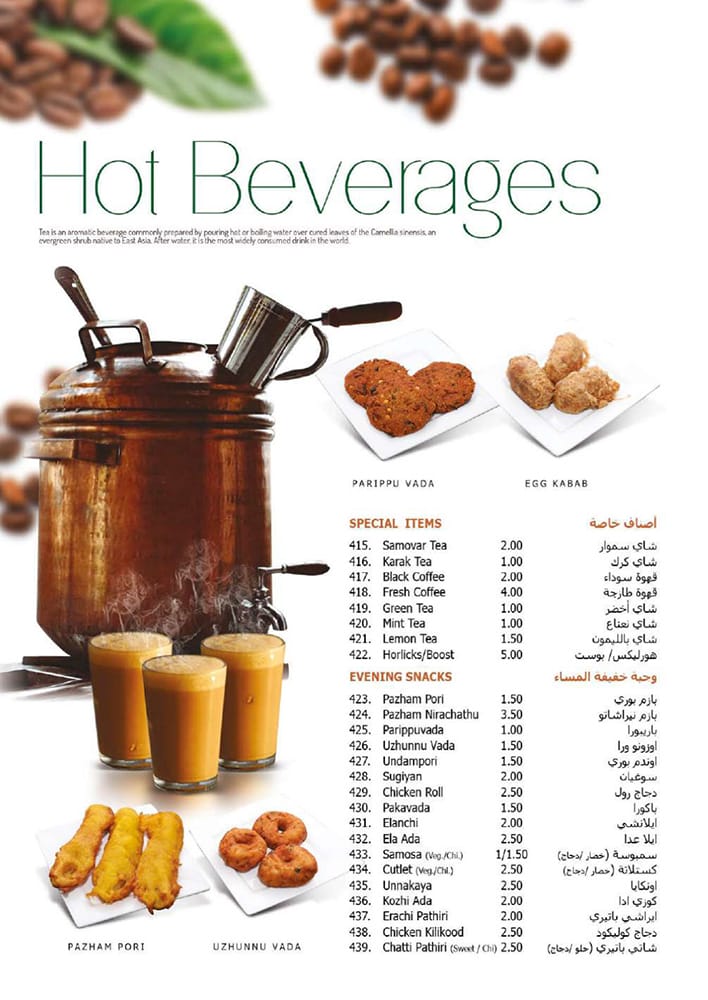 Hot Beverages
Tea is an aromatic beverage commonly prepared by pouring hot or boiling water over cured leaves of the Camellia sinensis, an
evergreen shrub native to East Asia. After water, it is the most widely consumed drink in the world.
PARIPPU VADA
EGG KABAB
SPECIAL ITEMS أصناف خاصة
415. Samovar Tea 2.00 شاي سموار
416. Karak Tea 1.00 شاي كرك
417. Black Coffee 2.00 قهوة سوداء
418. Fresh Coffee 4.00 قهوة طازجة
419. Green Tea 1.00 شاي أخضر
420. Mint Tea 1.00 شاي نعناع
421. Lemon Tea 1.50 شاي بالليمون
422. Horlicks/Boost 5.00 هورليكس/ بوست
EVENING SNACKS وجبة خفيفة المساء
423. Pazham Pori 1.50 بازم بوري
424. Pazham Nirachathu 3.50 بازم نيراشاتو
425. Parippuvada 1.00 باريبورا
426. Uzhunnu Vada 1.50 اوزونو ورا
427. Undampori 1.50 اوندم بوري
428. Sugiyan 2.00 سوغيان
429. Chicken Roll 2.50 دجاج رول
430. Pakavada 1.50 باكورا
431. Elanchi 2.00 ايلانشي
432. Ela Ada 2.50 ايلا عدا
433. Samosa (Veg./Chi.) 1/1.50 سمبوسة (خضار /دجاج)
434. Cutlet (Veg./Chi.) 2.50 كستلاتة (خضار /دجاج)
435. Unnakaya 2.50 اونكايا
436. Kozhi Ada 2.00 كوزي ادا
437. Erachi Pathiri 2.00 ايراشي باتيري
438. Chicken Kilikood 2.50 دجاج كوليكود
439. Chatti Pathiri (Sweet / Chi) 2.50 شاتي باتيري (حلو /دجاج)
PAZHAM PORI
UZHUNNU VADA